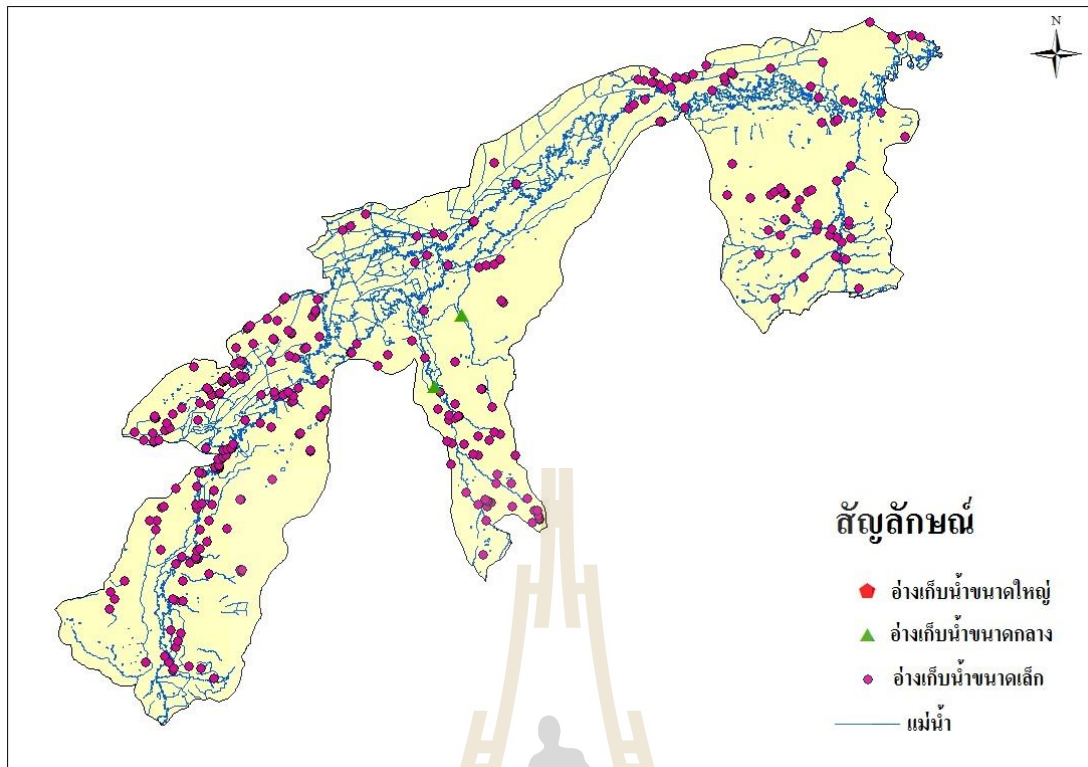 N
สัญลักษณ์
อ่างเก็บน้ำขนาดใหญ่
อ่างเก็บน้ำขนาดกลาง
อ่างเก็บน้ำขนาดเล็ก
แม่น้ำ